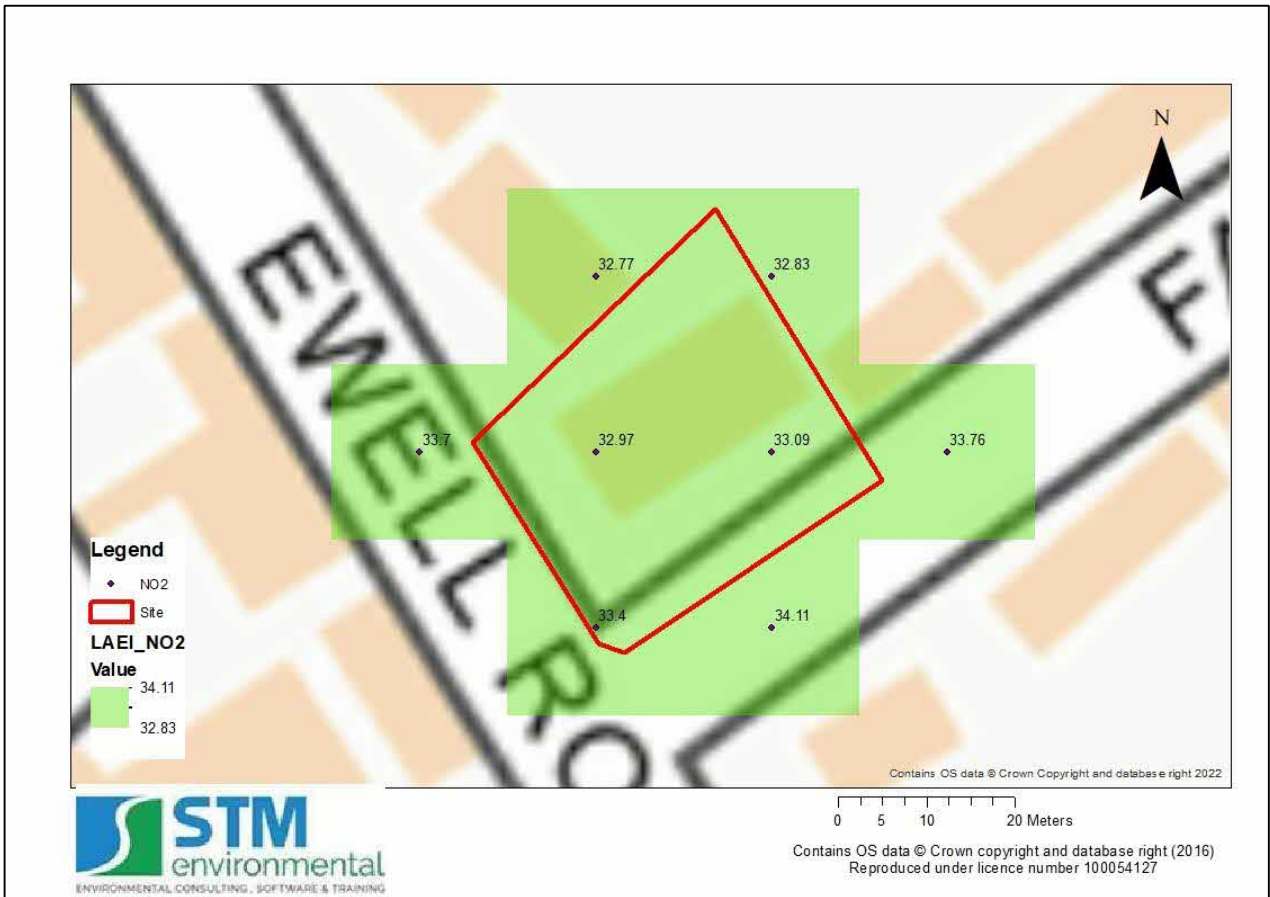 N
32.77
32.83
EWELL RO
F
33.7
32.97
33.09
33.76
33.4
34.11
Legend
NO2
Site
LAEI_NO2
Value
34.11
32.83
Contains OS data © Crown Copyright and database right 2022
STM
environmental
ENVIRONMENTAL CONSULTING, SOFTWARE & TRAINING
0 5 10 20 Meters
Contains OS data © Crown copyright and database right (2016)
Reproduced under licence number 100054127